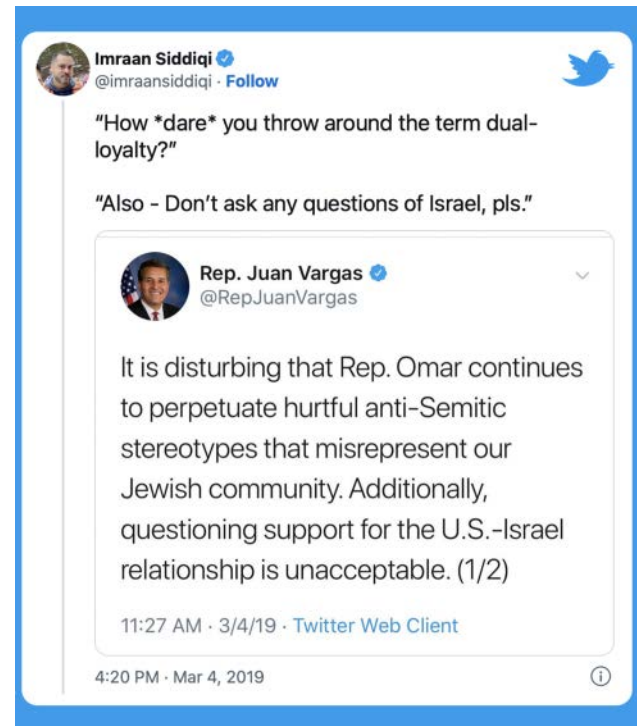 Imraan Siddiqi
@imraansiddiqi · Follow
“How *dare* you throw around the term dual-
loyalty?”
“Also - Don’t ask any questions of Israel, pls.”
Rep. Juan Vargas
@RepJuanVargas
It is disturbing that Rep. Omar continues
to perpetuate hurtful anti-Semitic
stereotypes that misrepresent our
Jewish community. Additionally,
questioning support for the U.S.-Israel
relationship is unacceptable. (1/2)
11:27 AM · 3/4/19 · Twitter Web Client
4:20 PM · Mar 4, 2019